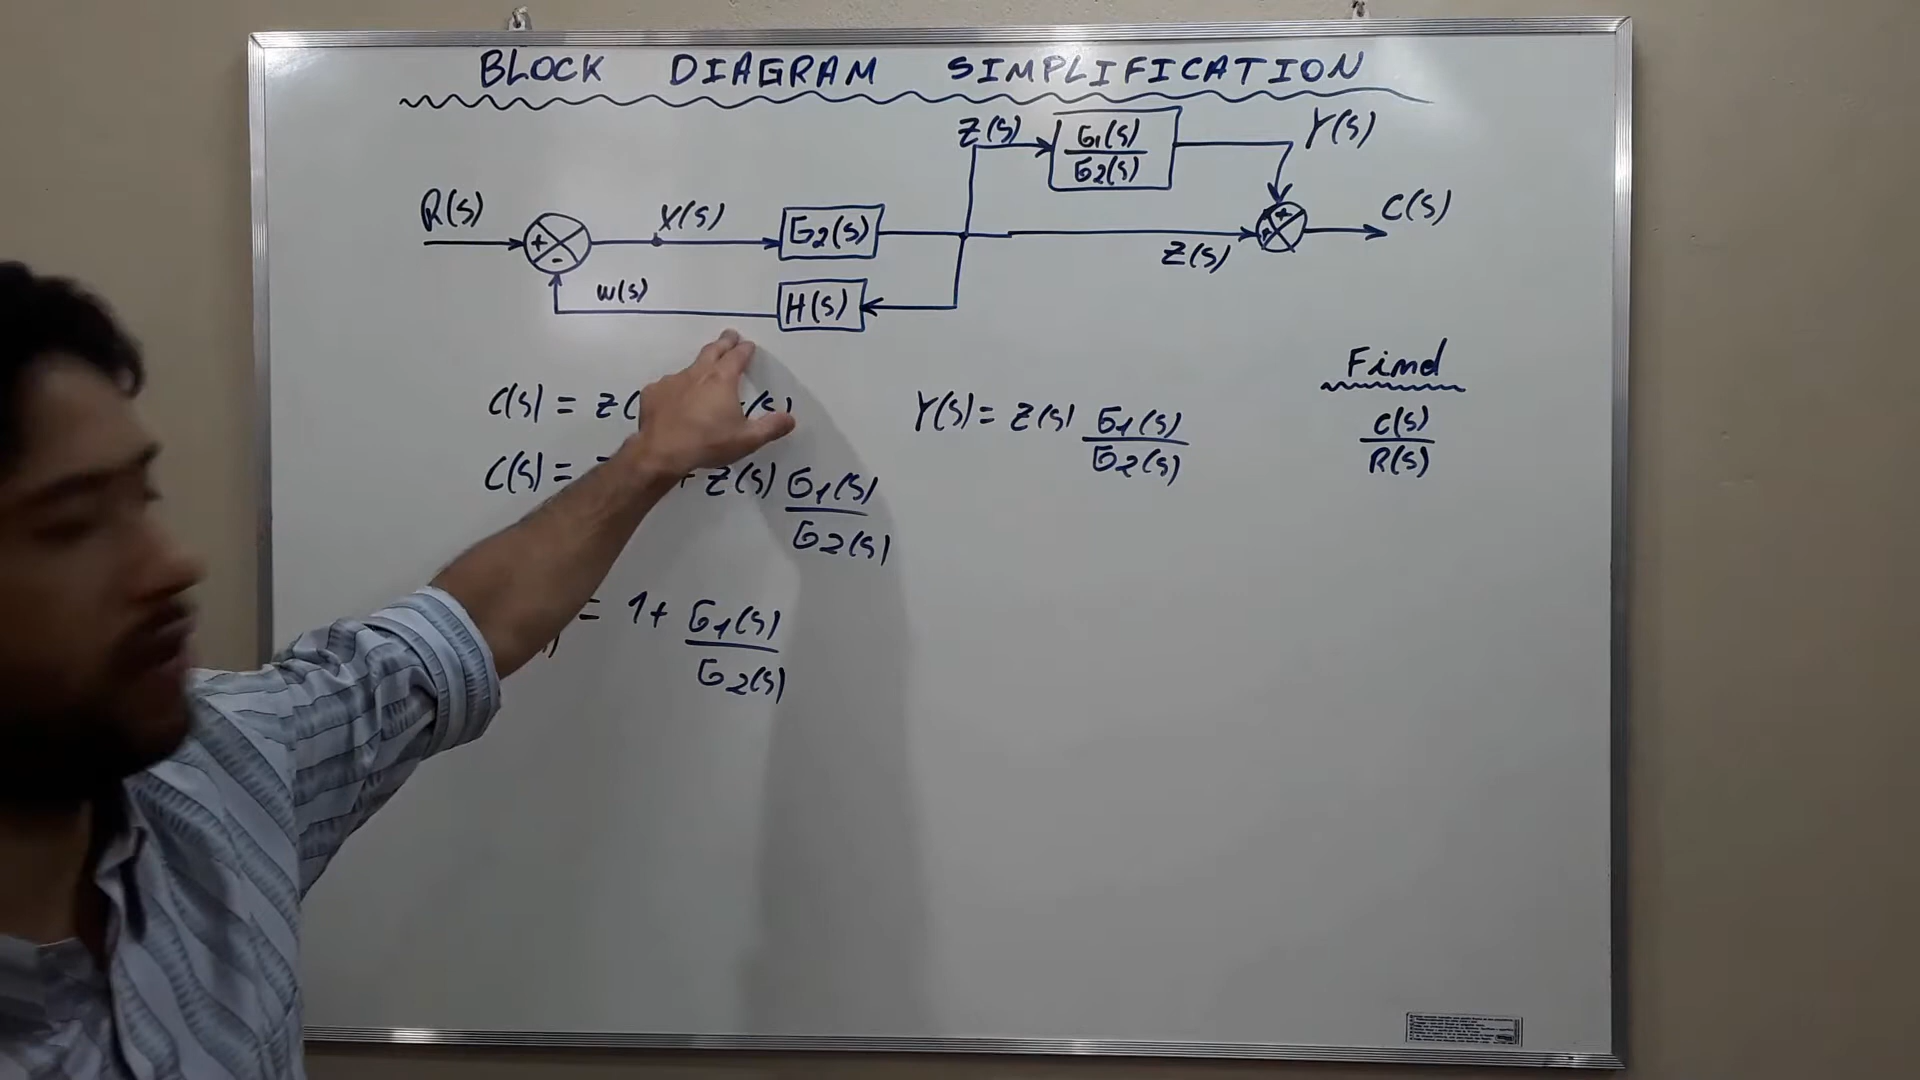 BLOCK DIAGRAM SIMPLIFICATION
Z(s)
G1(s)
G2(s)
Y(s)
R(s)
+
-
X(s)
G2(s)
Z(s)
+
+
C(s)
W(s)
H(s)
C(s) = Z( (s)
Y(s) = Z(s) G1(s)
G2(s)
Find
C(s)
R(s)
C(s) = + Z(s) G1(s)
G2(s)
= 1 + G1(s)
G2(s)